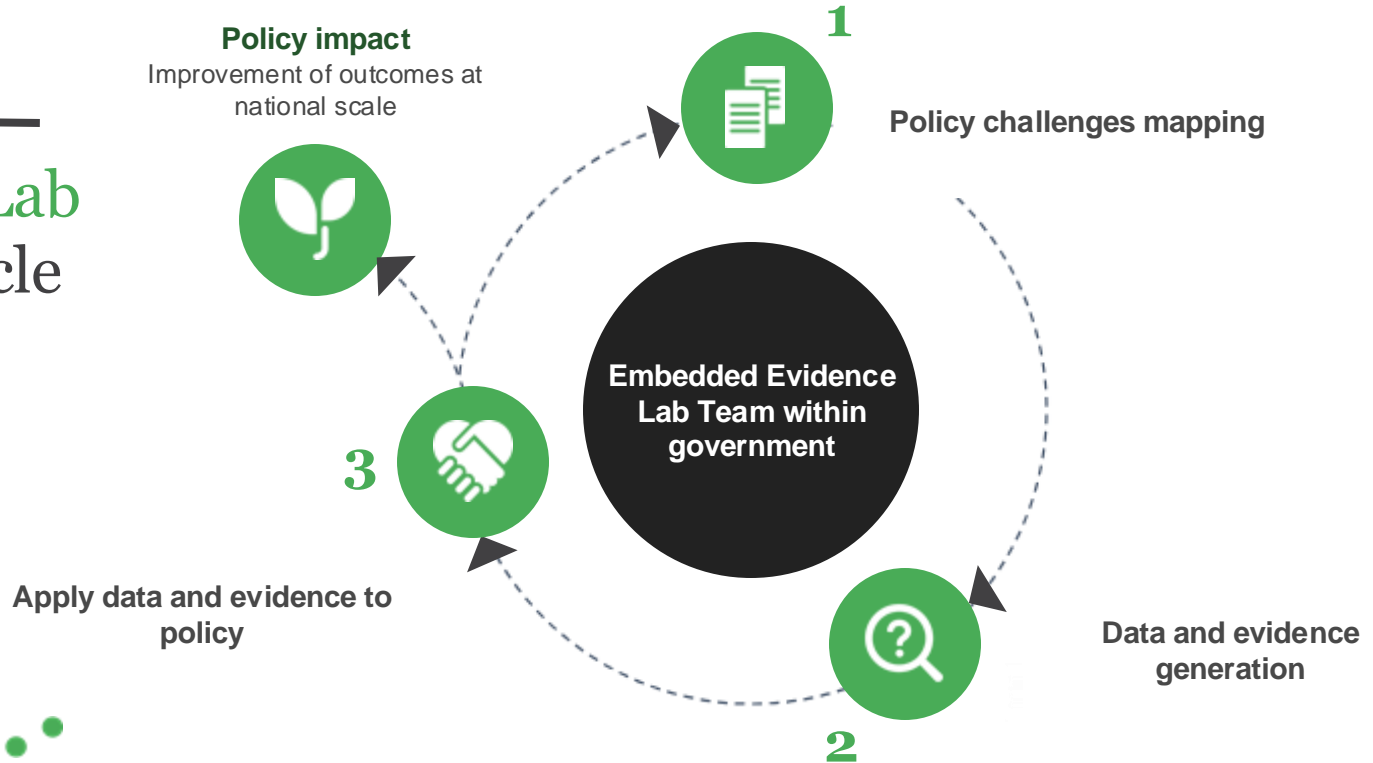 Lab
cle
Policy impact
Improvement of outcomes at
national scale
1
Policy challenges mapping
Embedded Evidence
Lab Team within
government
3
Apply data and evidence to
policy
Data and evidence
generation
2